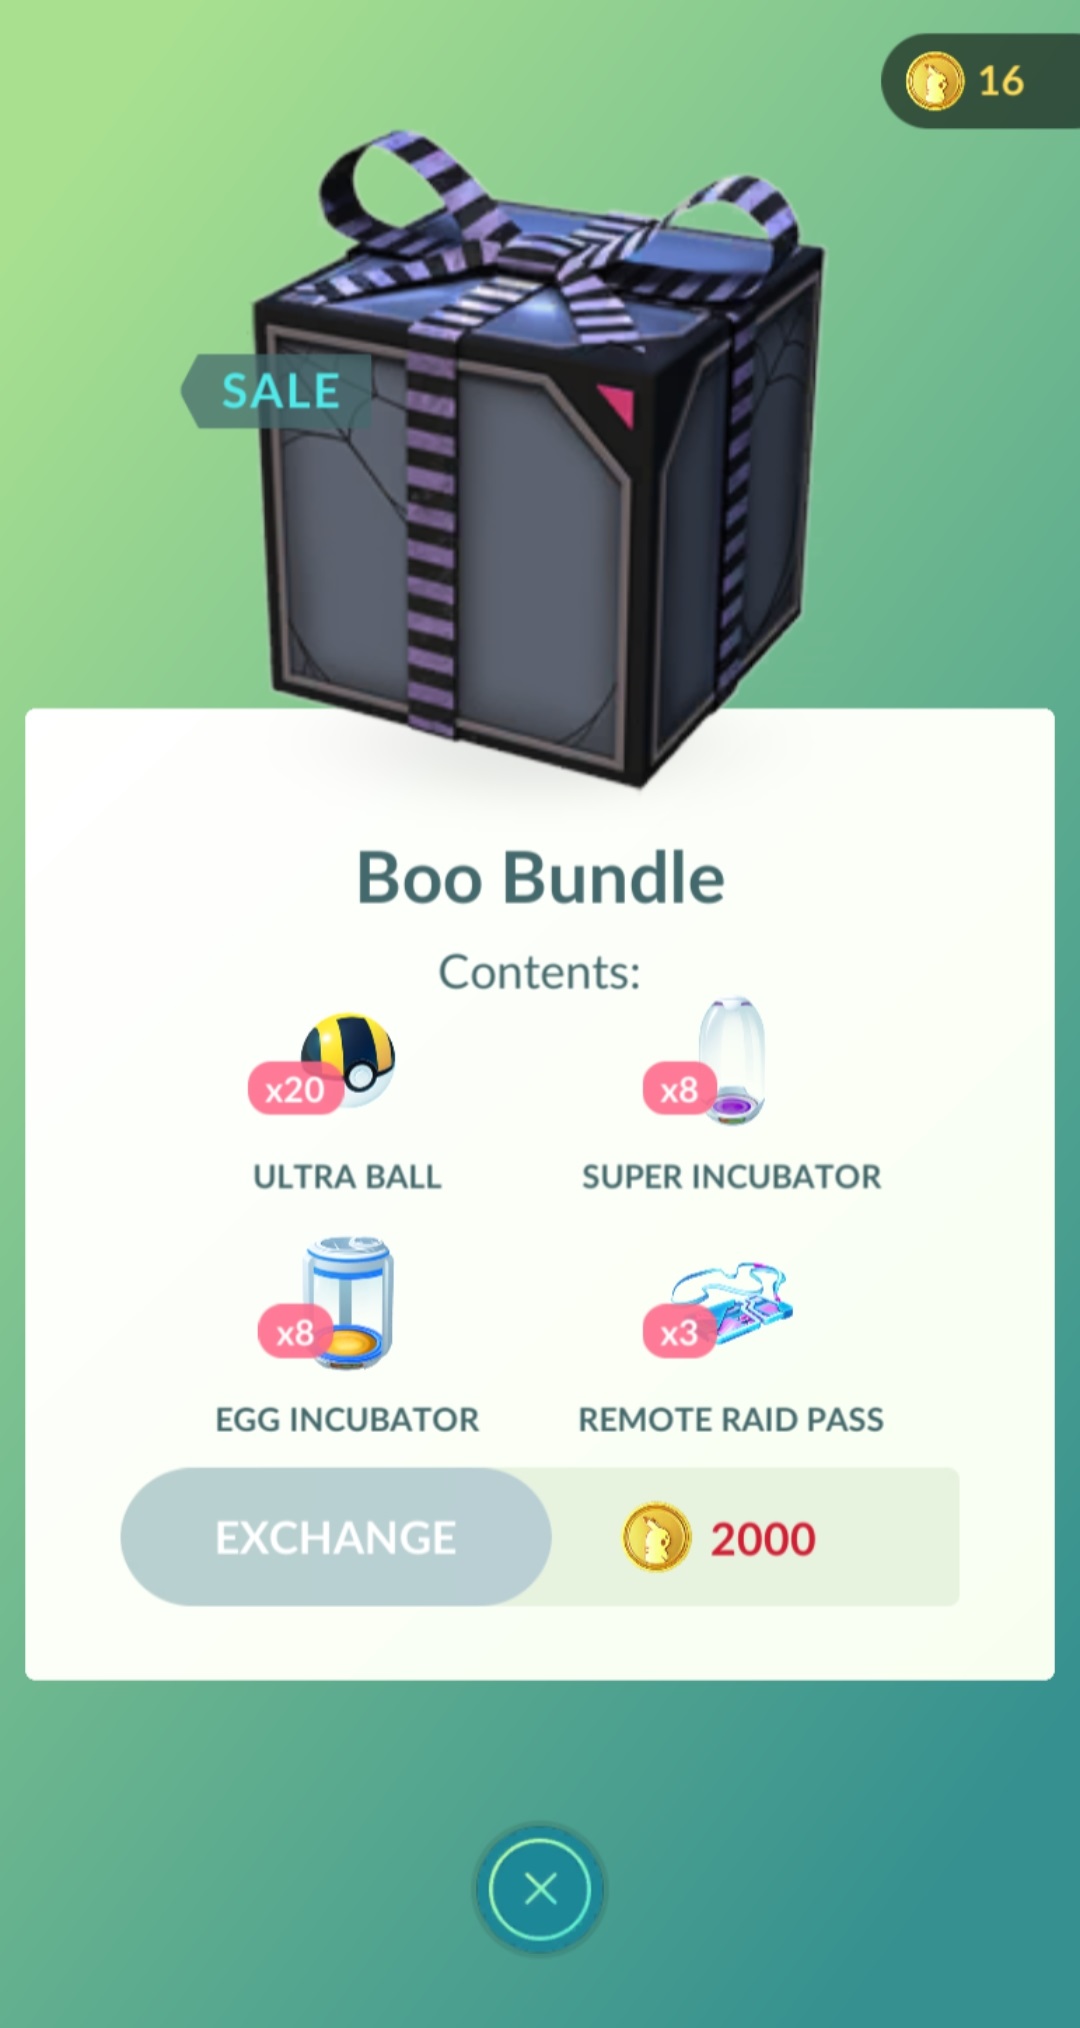 16
SALE
Boo Bundle
Contents:
x20
x8
ULTRA BALL
SUPER INCUBATOR
x8
x3
EGG INCUBATOR
REMOTE RAID PASS
EXCHANGE
2000